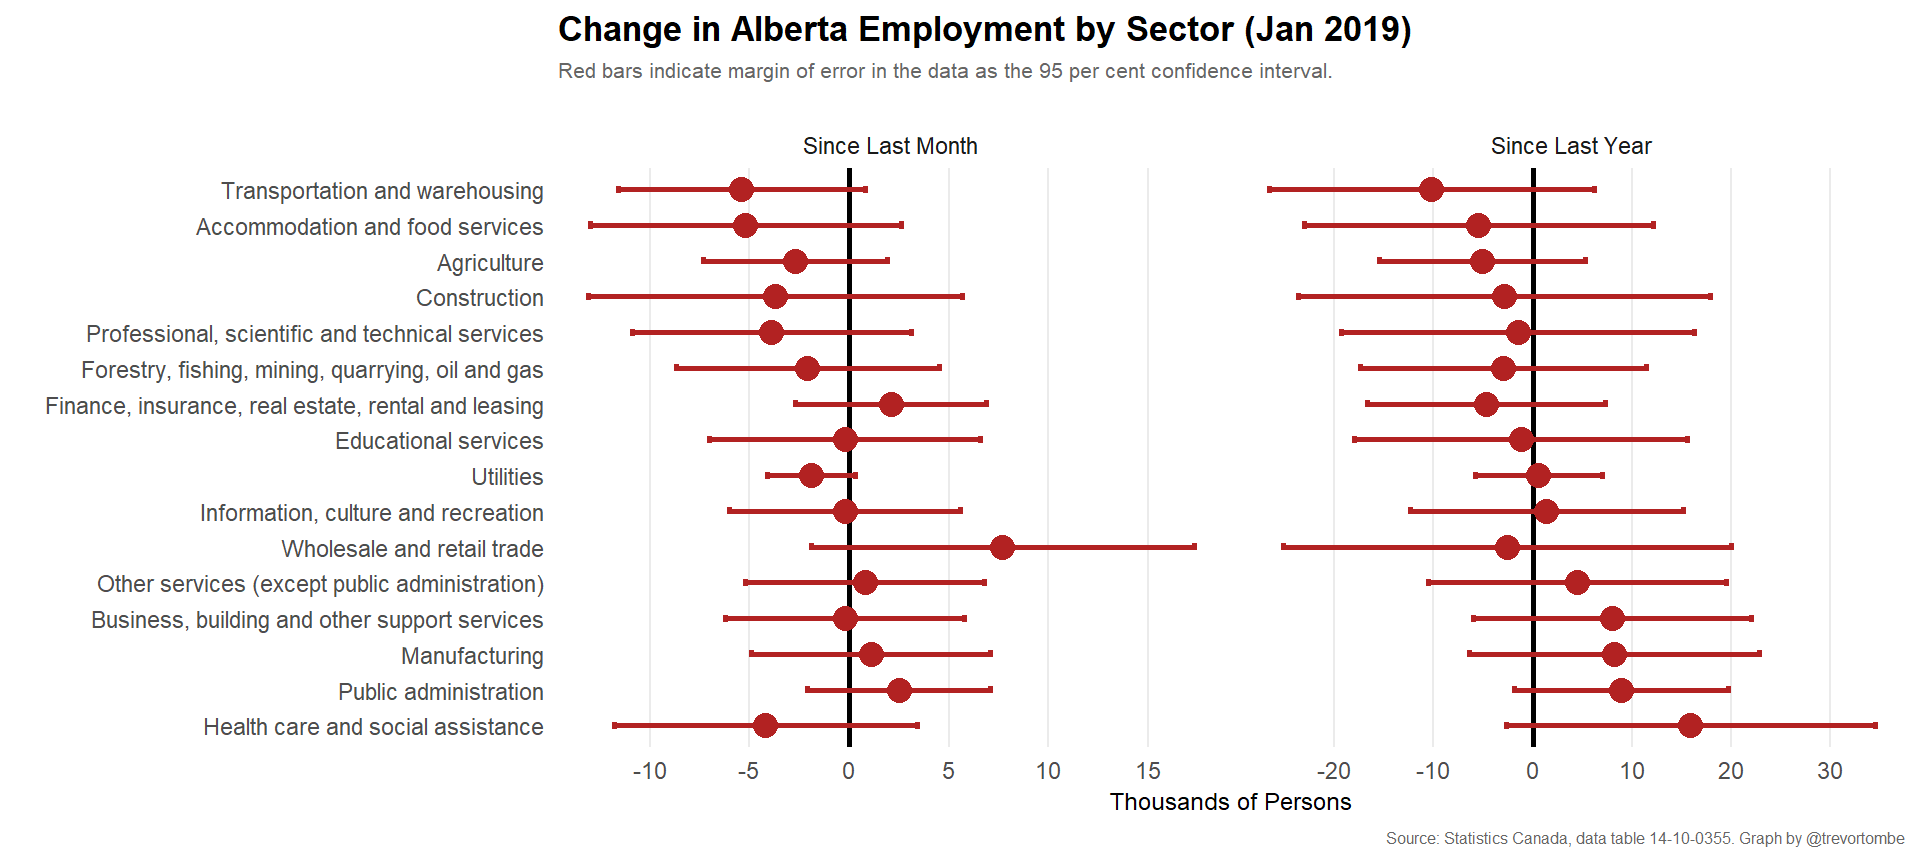 Change in Alberta Employment by Sector (Jan 2019)
Red bars indicate margin of error in the data as the 95 per cent confidence interval.
Since Last Month
Since Last Year
Transportation and warehousing
Accommodation and food services
Agriculture
Construction
Professional, scientific and technical services
Forestry, fishing, mining, quarrying, oil and gas
Finance, insurance, real estate, rental and leasing
Educational services
Utilities
Information, culture and recreation
Wholesale and retail trade
Other services (except public administration)
Business, building and other support services
Manufacturing
Public administration
Health care and social assistance
-10 -5 0 5 10 15
-20 -10 0 10 20 30
Thousands of Persons
Source: Statistics Canada, data table 14-10-0355. Graph by @trevortombe